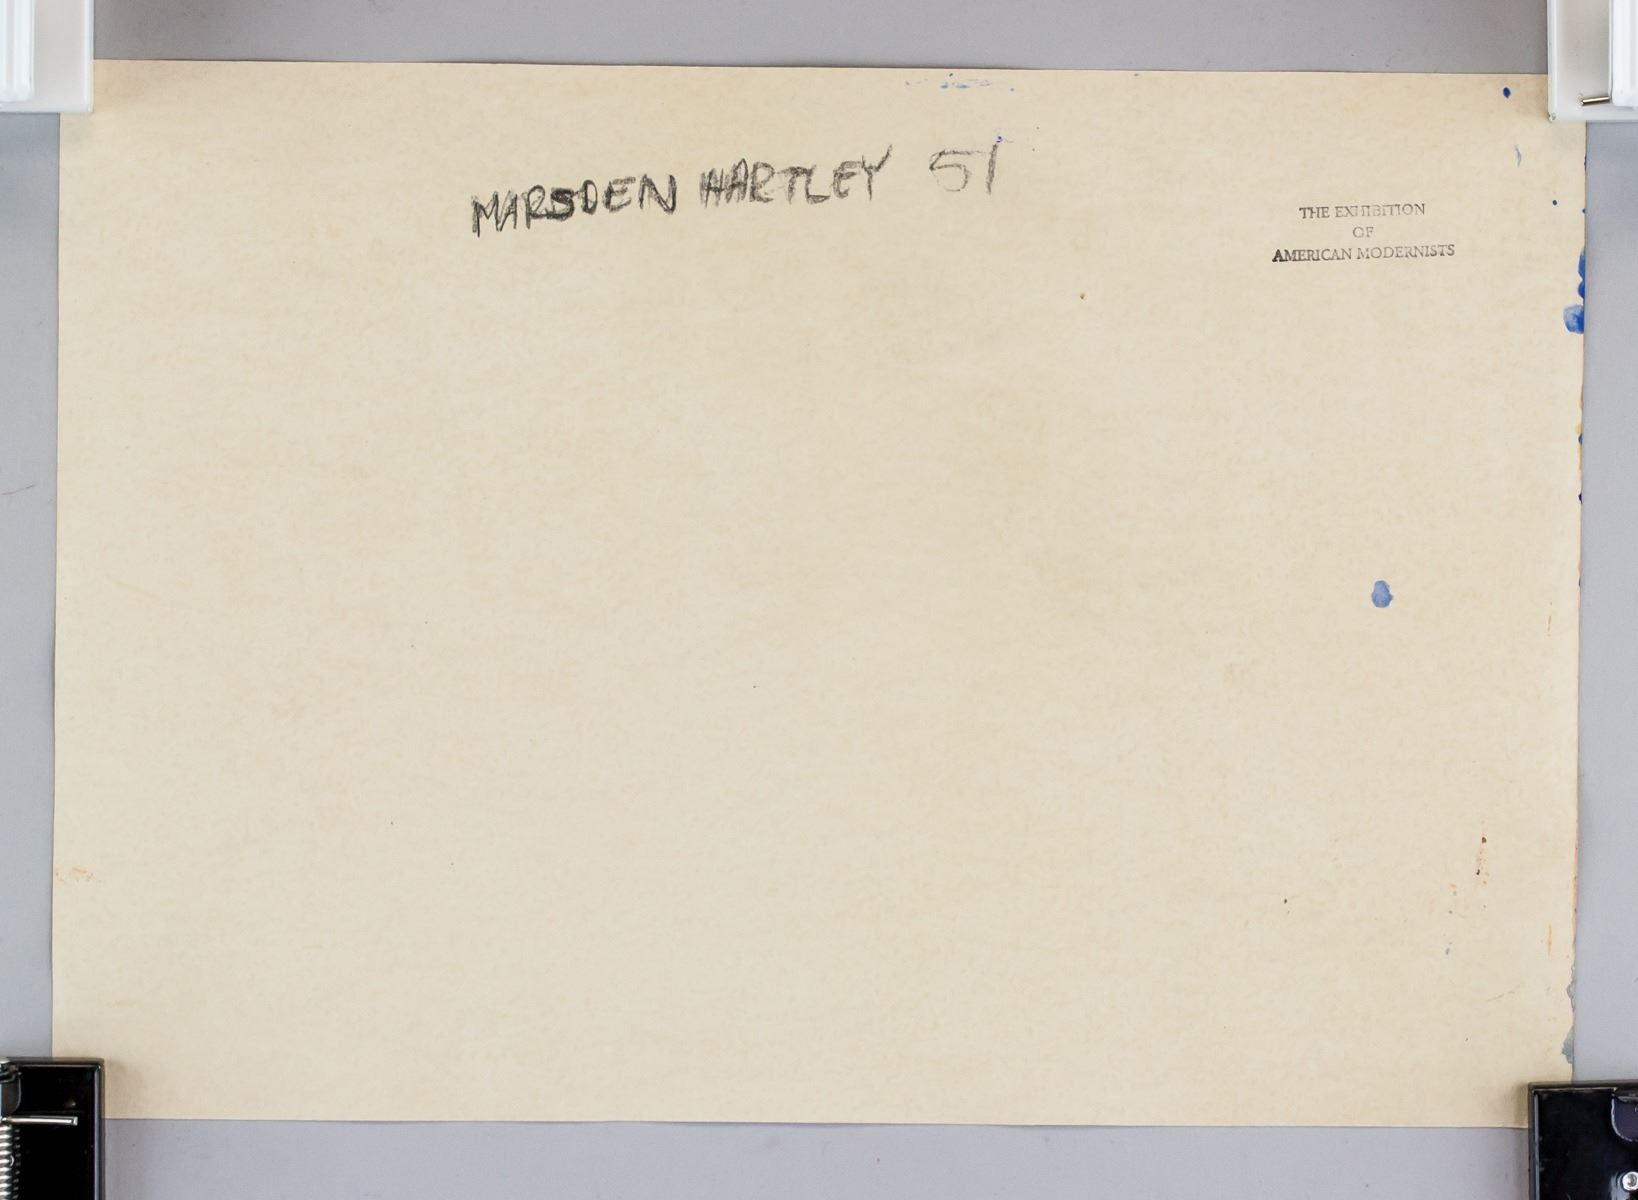 MARSDEN HARTLEY 51
THE EXHIBITION
OF
AMERICAN MODERNISTS